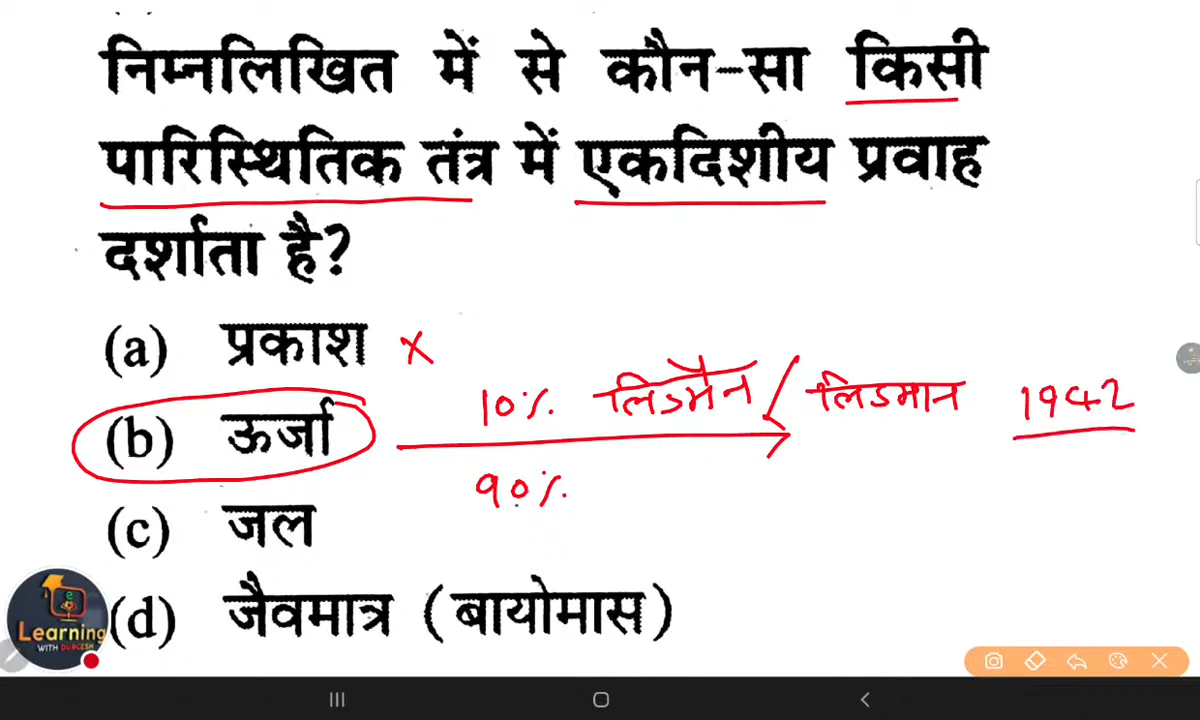 निम्नलिखित में से कौन-सा किसी
पारिस्थितिक तंत्र में एकदिशीय प्रवाह
दर्शाता है?
(a) प्रकाश ×
10% लिडमैन / लिडमान 1942
(b) ऊर्जा
90%
(c) जल
(d) जैवमात्र (बायोमास)
e
Learning
WITH DURGESH